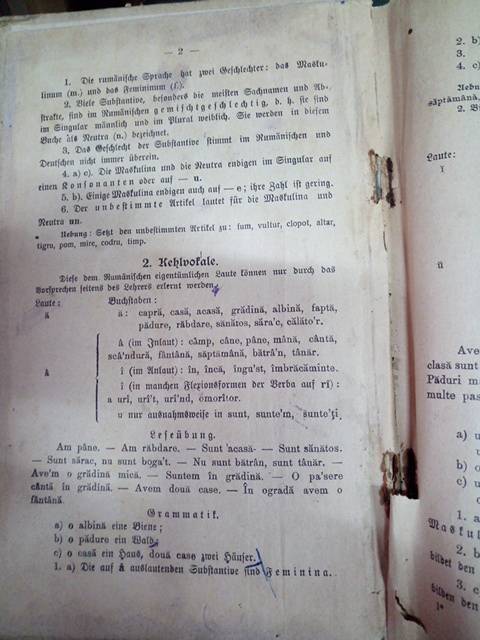 — 2 —
1. Die rumänische Sprache hat zwei Geschlechter: das Masku-
linum (m.) und das Femininum (f.).
2. Viele Substantive, besonders die meisten Sachnamen und Ab-
strakte, sind im Rumänischen gemischtgeschlechtig, d. h. sie sind
im Singular männlich und im Plural weiblich. Sie werden in diesem
Buche als Neutra (n.) bezeichnet.
3. Das Geschlecht der Substantive stimmt im Rumänischen und
Deutschen nicht immer überein.
4. a) c). Die Maskulina und die Neutra endigen im Singular auf
einen Konsonanten oder auf — u.
5. b). Einige Maskulina endigen auch auf — e; ihre Zahl ist gering.
6. Der unbestimmte Artikel lautet für die Maskulina und
Neutra un.
Uebung: Setzt den unbestimmten Artikel zu: fum, vultur, clopot, altar,
tigru, pom, mire, codru, timp.
2. Kehlvokale.
Diese dem Rumänischen eigentümlichen Laute können nur durch das
Vorsprechen seitens des Lehrers erlernt werden.
Laute: Buchstaben:
ă ă: capră, casă, acasă, grădină, albină, faptă,
pădure, răbdare, sănătos, săra'c, călăto'r.
â (im Inlaut): câmp, câne, pâne, mână, cântă,
scâ'ndură, fântână, săptămână, bătrâ'n, tânăr.
â î (im Anlaut): în, încă, îngu'st, îmbrăcăminte.
î (in manchen Flexionsformen der Verba auf rî):
a urî, urî't, urî'nd, omorîtor.
u nur ausnahmsweise in sunt, sunte'm, sunte'ţi
Leseübung.
Am pâne. — Am răbdare. — Sunt acasă. — Sunt sănătos.
— Sunt sărac, nu sunt boga't. — Nu sunt bătrân, sunt tânăr. —
Ave'm o grădină mică. — Suntem în grădină. — O pa'sere
cântă în grădină. — Avem două case. — În ogradă avem o
fântână.
Grammatik.
a) o albină eine Biene;
b) o pădure ein Wald;
c) o casă ein Haus, două case zwei Häuser.
1. a) Die auf ă auslautenden Substantive sind Feminina.
2. b)
3.
4. c)
săptămână,
2. Bi
Laute:
ü
Ave
clasă sunt
Păduri m
multe pas
a) u
b) o
c) u
1. a
Maskul
2. b
bildet den
3. c
bilden den
1*